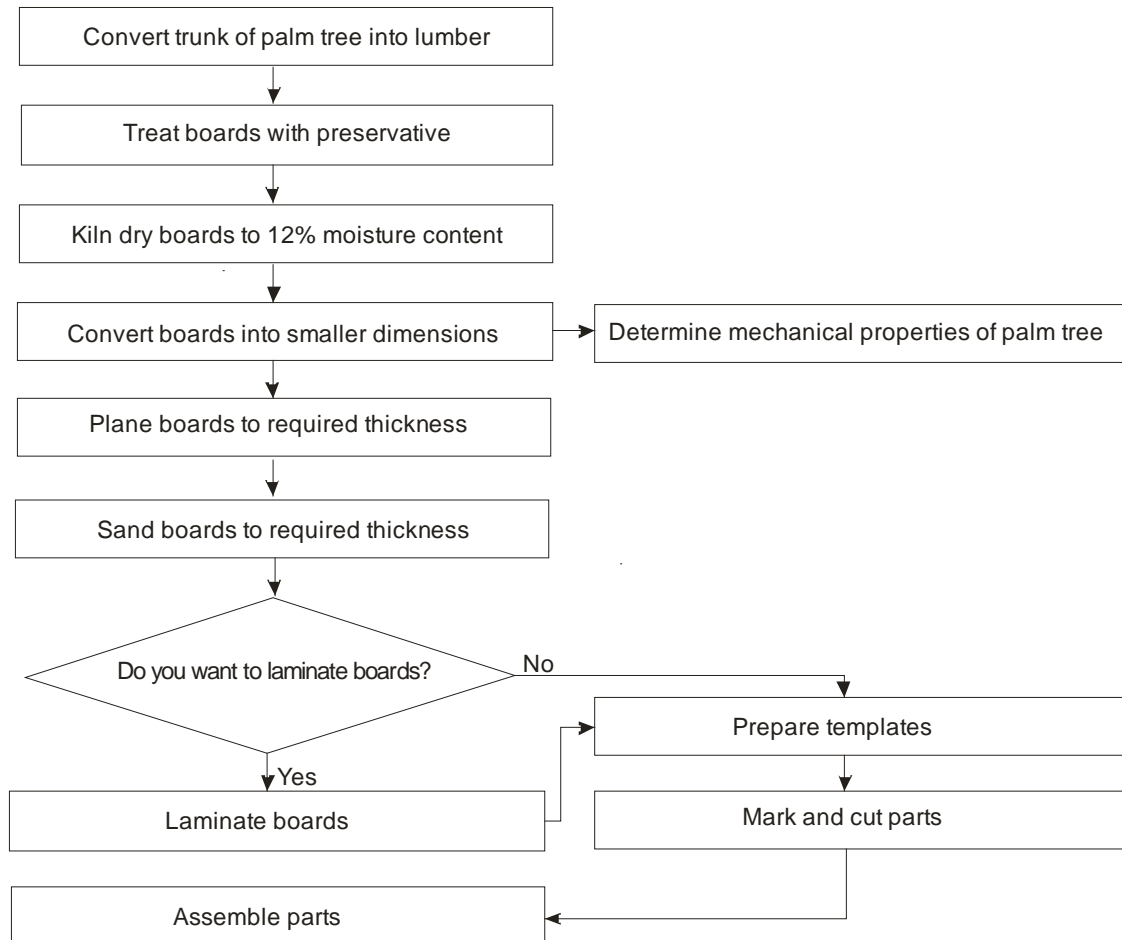 Convert trunk of palm tree into lumber
Treat boards with preservative
Kiln dry boards to 12% moisture content
Convert boards into smaller dimensions
Determine mechanical properties of palm tree
Plane boards to required thickness
Sand boards to required thickness
Do you want to laminate boards?
No
Prepare templates
Yes
Laminate boards
Mark and cut parts
Assemble parts